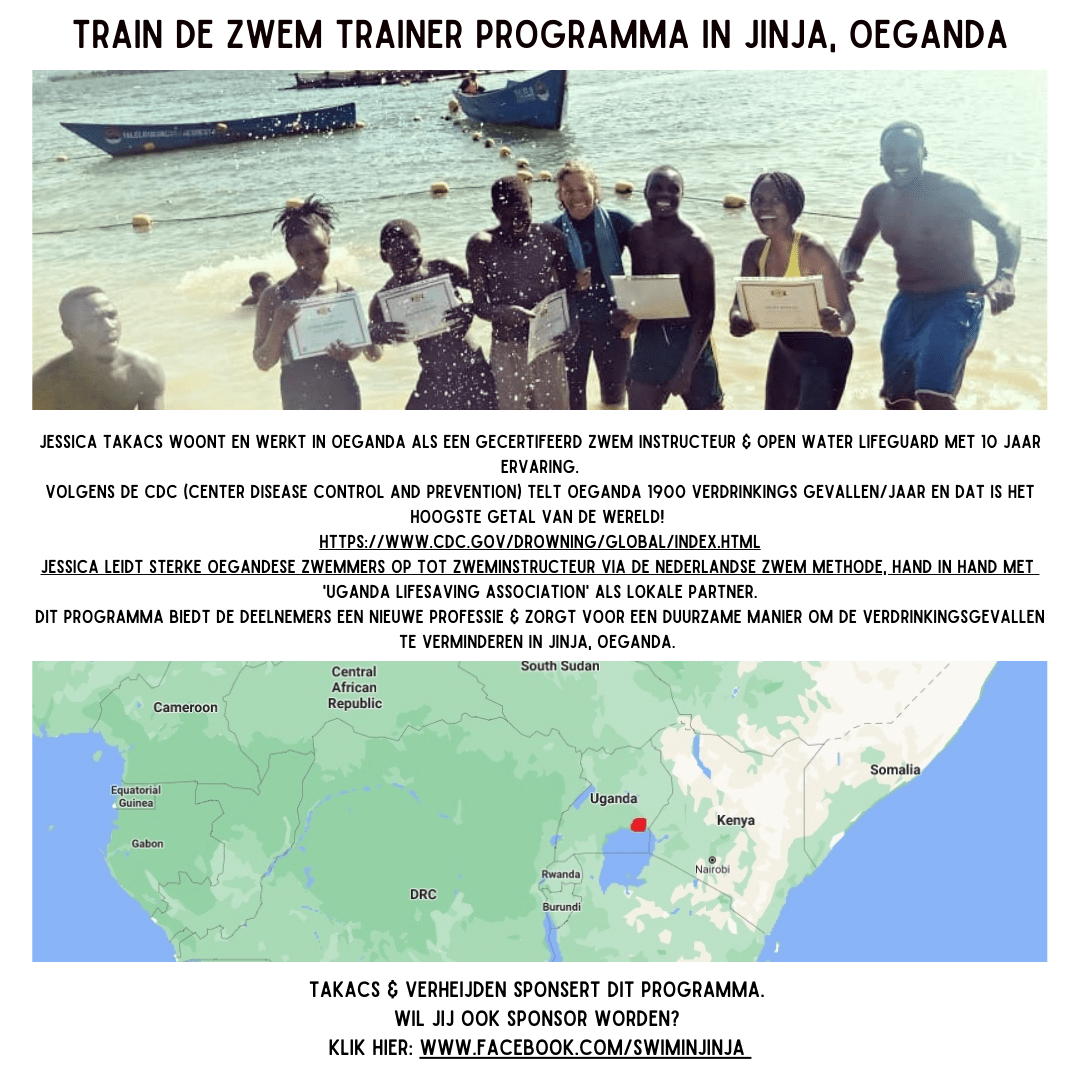 TRAIN DE ZWEM TRAINER PROGRAMMA IN JINJA, OEGANDA
JESSICA TAKACS WOONT EN WERKT IN OEGANDA ALS EEN GECERTIFEERD ZWEM INSTRUCTEUR & OPEN WATER LIFEGUARD MET 10 JAAR
ERVARING.
VOLGENS DE CDC (CENTER DISEASE CONTROL AND PREVENTION) TELT OEGANDA 1900 VERDRINKINGS GEVALLEN/JAAR EN DAT IS HET
HOOGSTE GETAL VAN DE WERELD!
HTTPS://WWW.CDC.GOV/DROWNING/GLOBAL/INDEX.HTML
JESSICA LEIDT STERKE OEGANDESE ZWEMMERS OP TOT ZWEMINSTRUCTEUR VIA DE NEDERLANDSE ZWEM METHODE, HAND IN HAND MET
'UGANDA LIFESAVING ASSOCIATION' ALS LOKALE PARTNER.
DIT PROGRAMMA BIEDT DE DEELNEMERS EEN NIEUWE PROFESSIE & ZORGT VOOR EEN DUURZAME MANIER OM DE VERDRINKINGSGEVALLEN
TE VERMINDEREN IN JINJA, OEGANDA.
South Sudan
Central
African
Republic
Cameroon
Somalia
Equatorial
Guinea
Uganda
Kenya
Gabon
Nairobi
Rwanda
DRC
Burundi
TAKACS & VERHEIJDEN SPONSERT DIT PROGRAMMA.
WIL JIJ OOK SPONSOR WORDEN?
KLIK HIER: WWW.FACEBOOK.COM/SWIMINJINJA